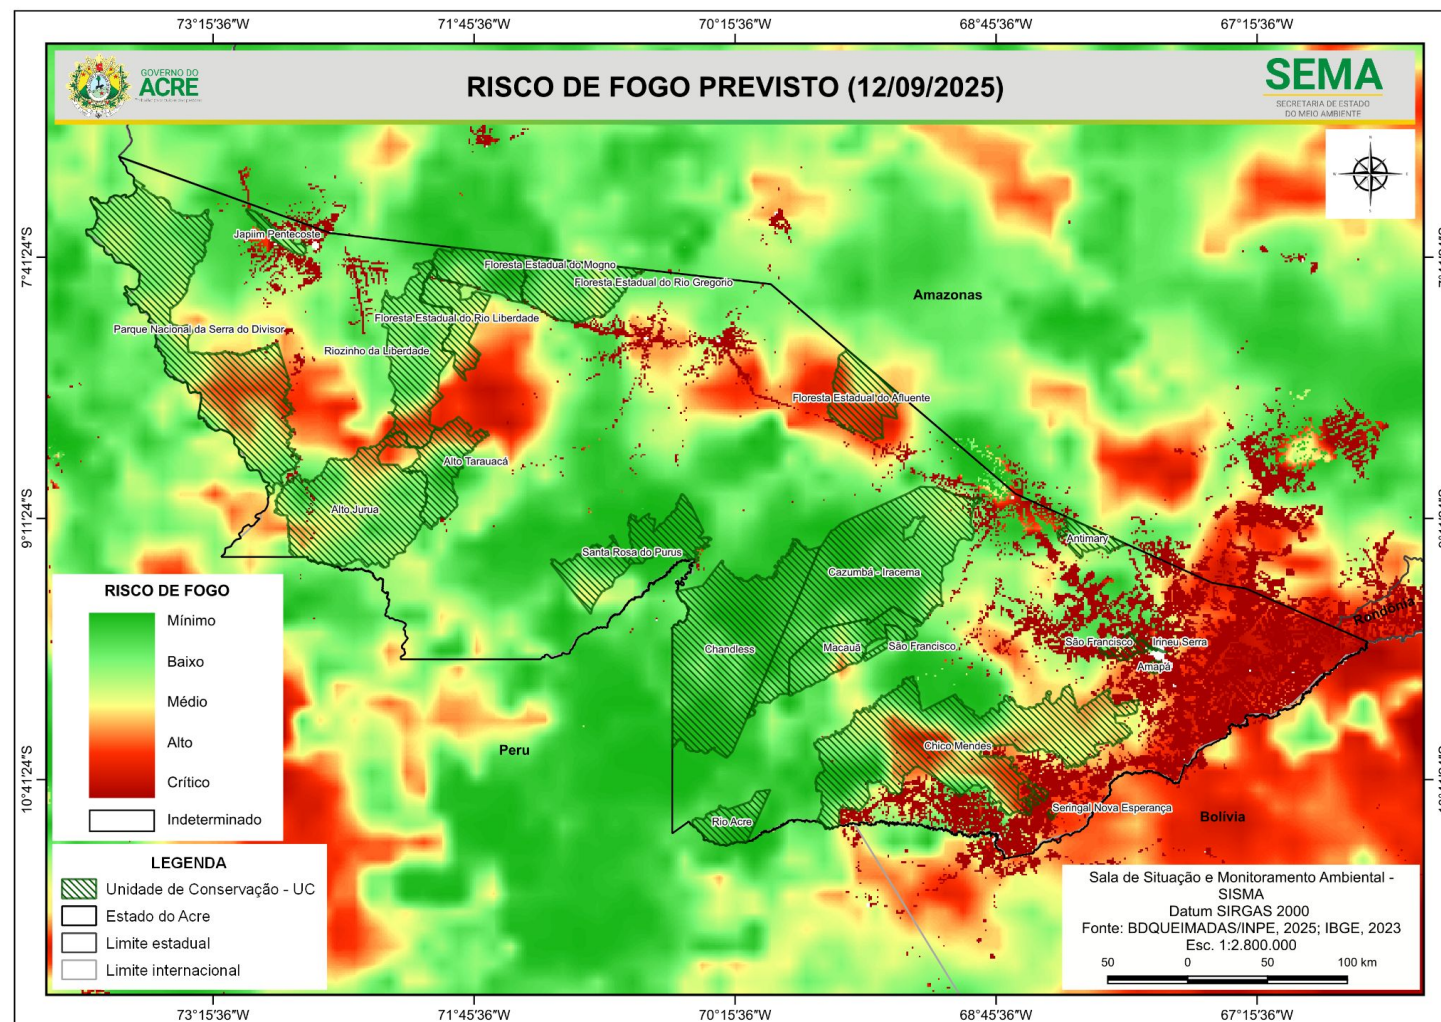 73°15'36"W
71°45'36"W
70°15'36"W
68°45'36"W
67°15'36"W
GOVERNO DO
ACRE
RISCO DE FOGO PREVISTO (12/09/2025)
SEMA
SECRETARIA DE ESTADO
DO MEIO AMBIENTE
7°41'24"S
9°11'24"S
10°41'24"S
Japiim Pentecoste
Floresta Estadual do Mogno
Floresta Estadual do Rio Gregório
Amazonas
Floresta Estadual do Rio Liberdade
Parque Nacional da Serra do Divisor
Riozinho da Liberdade
Floresta Estadual do Afluente
Alto Tarauacá
Alto Jurua
Santa Rosa do Purus
Antimary
Cazumbá - Iracema
Rondônia
Chandless
Macauã
São Francisco
São Francisco
Irineu Serra
Amapá
Peru
Chico Mendes
Seringal Nova Esperança
Bolívia
Rio Acre
RISCO DE FOGO
Mínimo
Baixo
Médio
Alto
Crítico
Indeterminado
LEGENDA
Unidade de Conservação - UC
Estado do Acre
Limite estadual
Limite internacional
Sala de Situação e Monitoramento Ambiental -
SISMA
Datum SIRGAS 2000
Fonte: BDQUEIMADAS/INPE, 2025; IBGE, 2023
Esc. 1:2.800.000
50 0 50 100 km
73°15'36"W
71°45'36"W
70°15'36"W
68°45'36"W
67°15'36"W